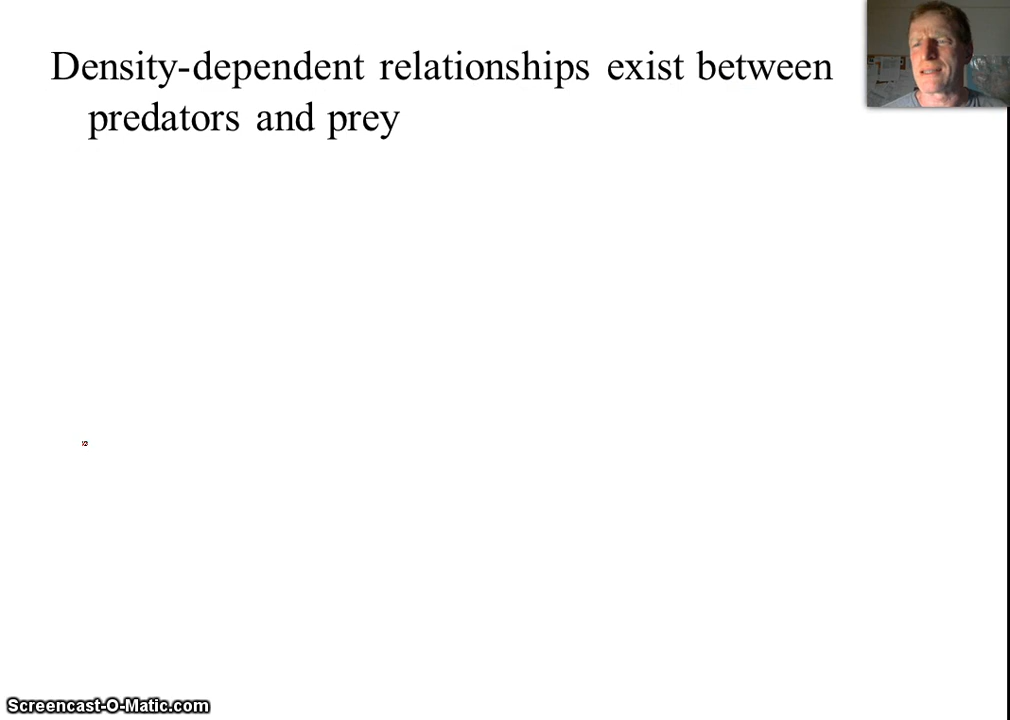 Density-dependent relationships exist between
predators and prey
Screencast-O-Matic.com